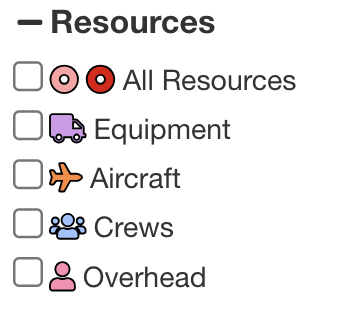 Resources
All Resources
Equipment
Aircraft
Crews
Overhead